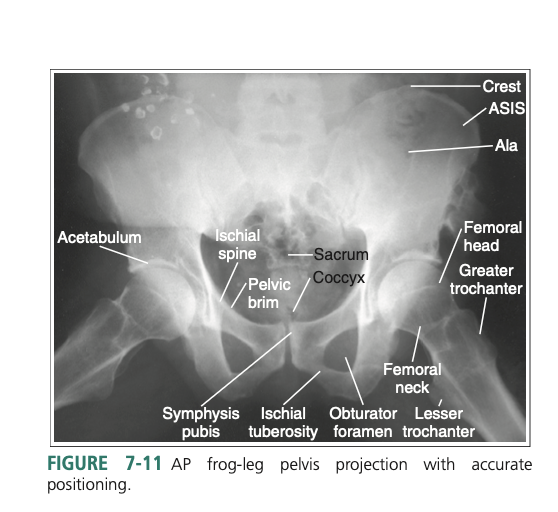 Crest
ASIS
Ala
Acetabulum
Ischial
spine
Sacrum
Femoral
head
Pelvic
brim
Coccyx
Greater
trochanter
Femoral
neck
Symphysis
pubis
Ischial
tuberosity
Obturator
foramen
Lesser
trochanter
FIGURE 7-11 AP frog-leg pelvis projection with accurate
positioning.